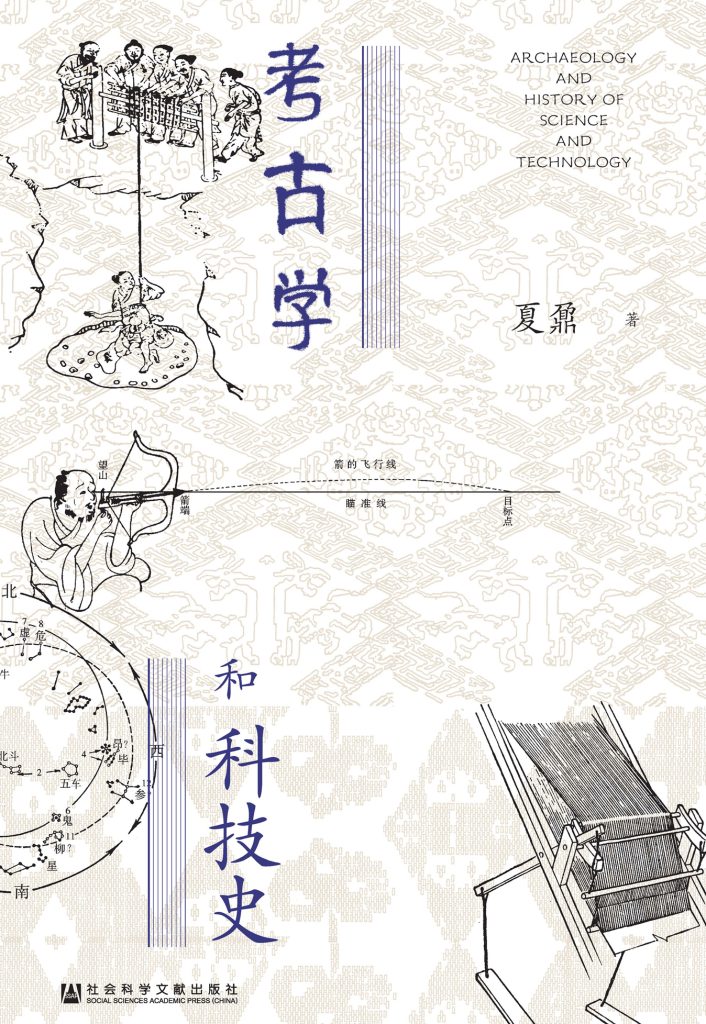 考古学
ARCHAEOLOGY
AND
HISTORY OF
SCIENCE
AND
TECHNOLOGY
夏鼐 著
望山
箭端
箭的飞行线
瞄准线
目标点
北
7 8
虚 危
牛
昴?
4 毕
西
北斗
2
五车
12
参
6
鬼
11
柳?
星
南
和
科技史
社会科学文献出版社
SOCIAL SCIENCES ACADEMIC PRESS (CHINA)